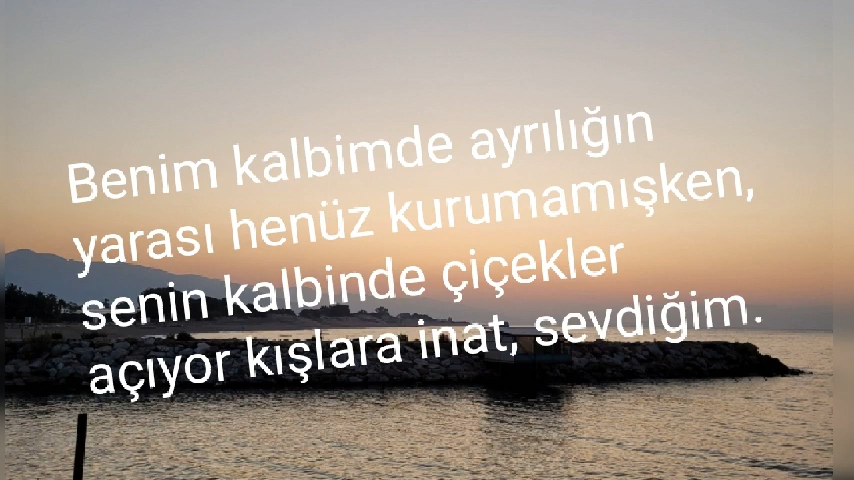 Benim kalbimde ayrılığın
yarası henüz kurumamışken,
senin kalbinde çiçekler
açıyor kışlara inat, sevdiğim.